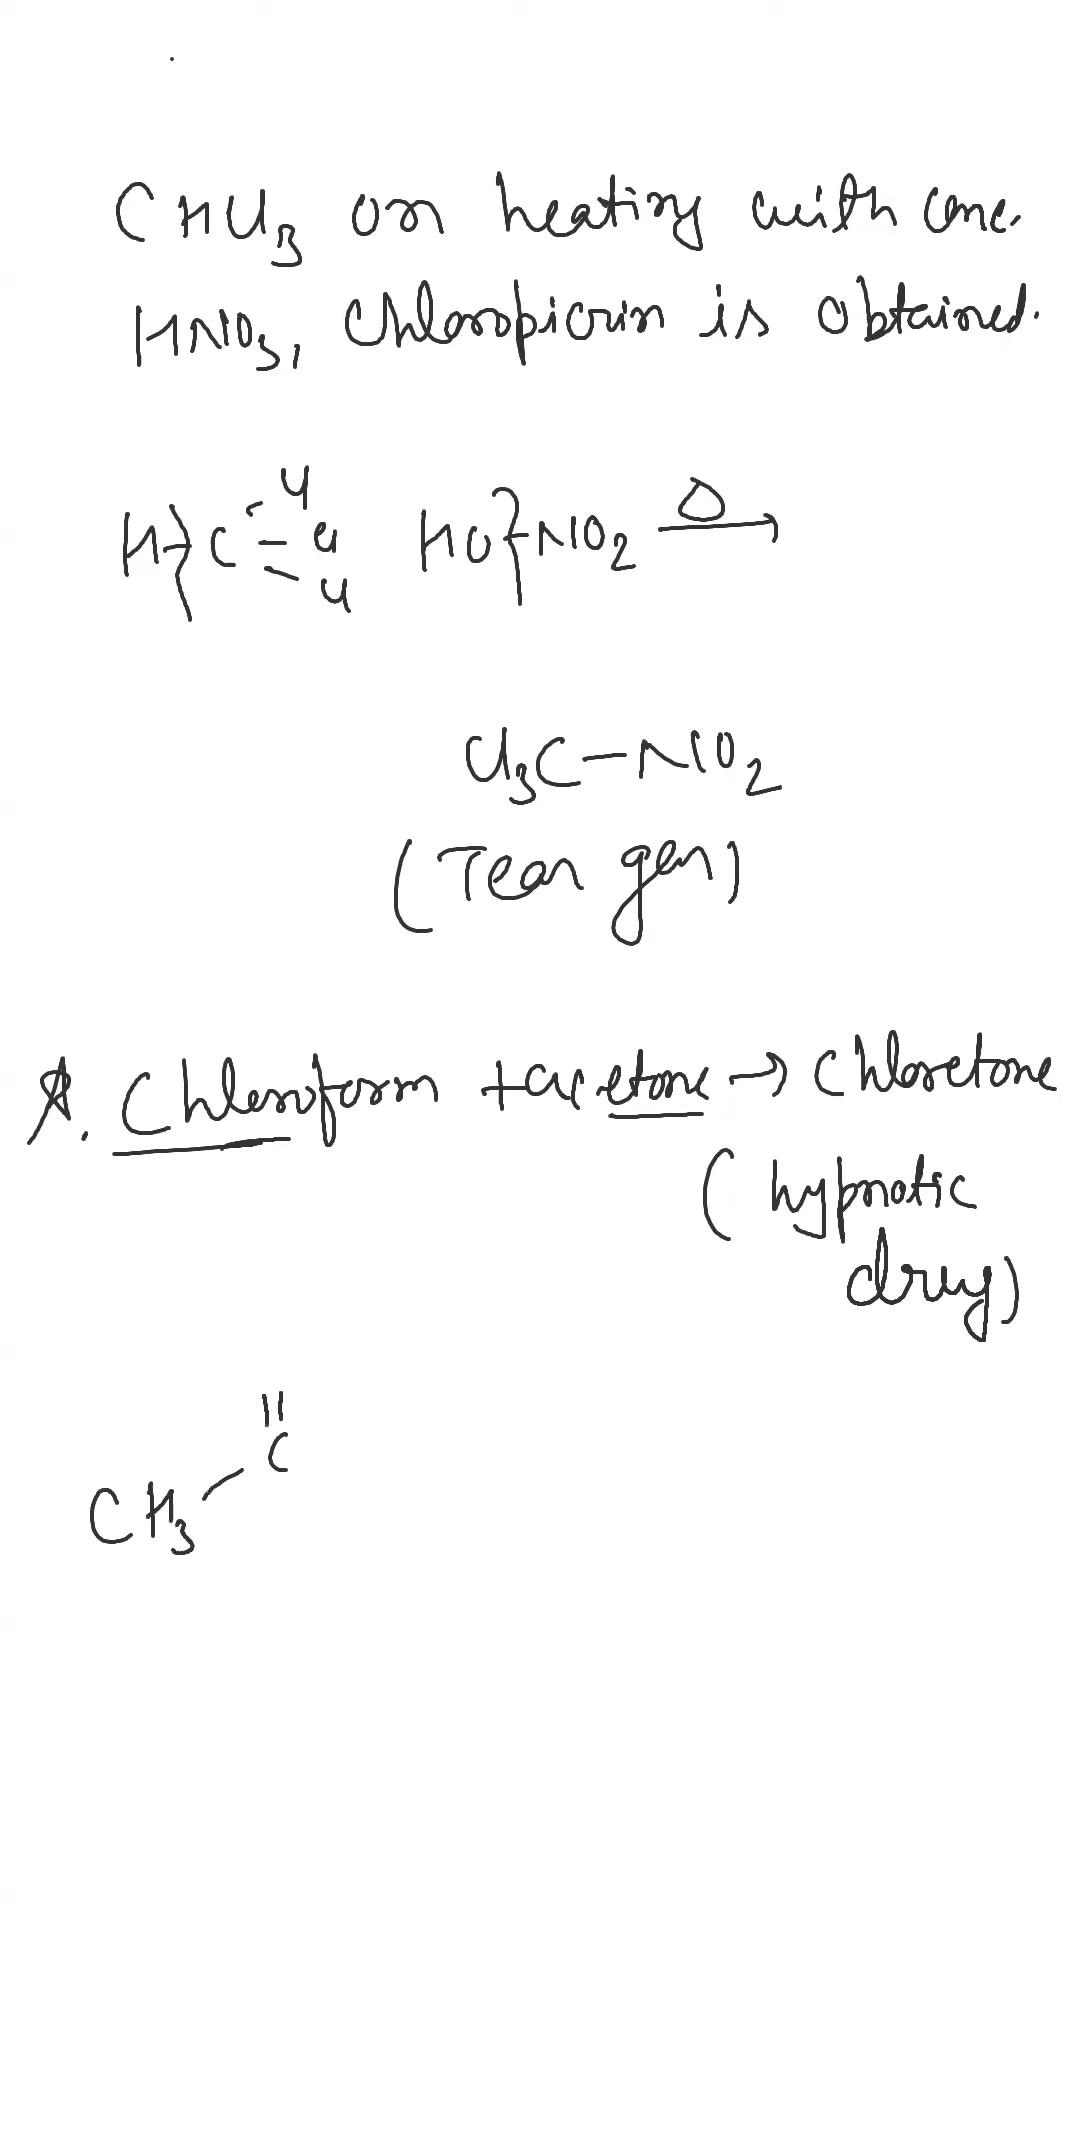 CHCl3 on heating with conc.
HNO3, Chloropicrin is obtained.
H}C Cl Cl Cl HO}NO2 Δ→
Cl3C-NO2
(Tear gas)
*. Chloroform + acetone → Chloretone
(hypnotic
drug)
CH3-C